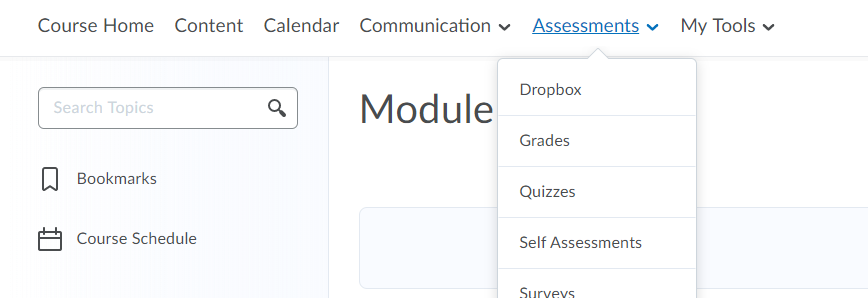 Course Home Content Calendar Communication Assessments My Tools
Search Topics
Bookmarks
Course Schedule
Module
Dropbox
Grades
Quizzes
Self Assessments
Surveys